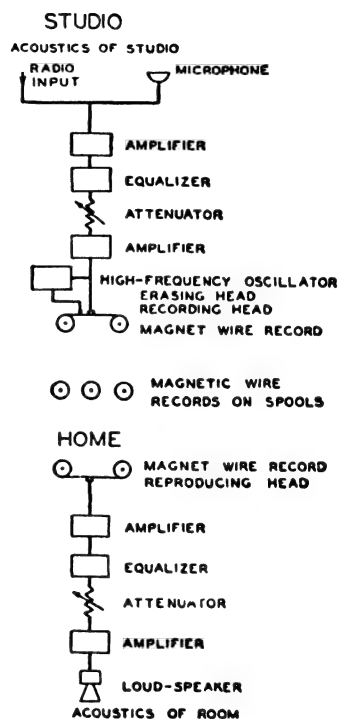 STUDIO
ACOUSTICS OF STUDIO
RADIO INPUT
MICROPHONE
AMPLIFIER
EQUALIZER
ATTENUATOR
AMPLIFIER
HIGH-FREQUENCY OSCILLATOR
ERASING HEAD
RECORDING HEAD
MAGNET WIRE RECORD
MAGNETIC WIRE
RECORDS ON SPOOLS
HOME
MAGNET WIRE RECORD
REPRODUCING HEAD
AMPLIFIER
EQUALIZER
ATTENUATOR
AMPLIFIER
LOUD-SPEAKER
ACOUSTICS OF ROOM